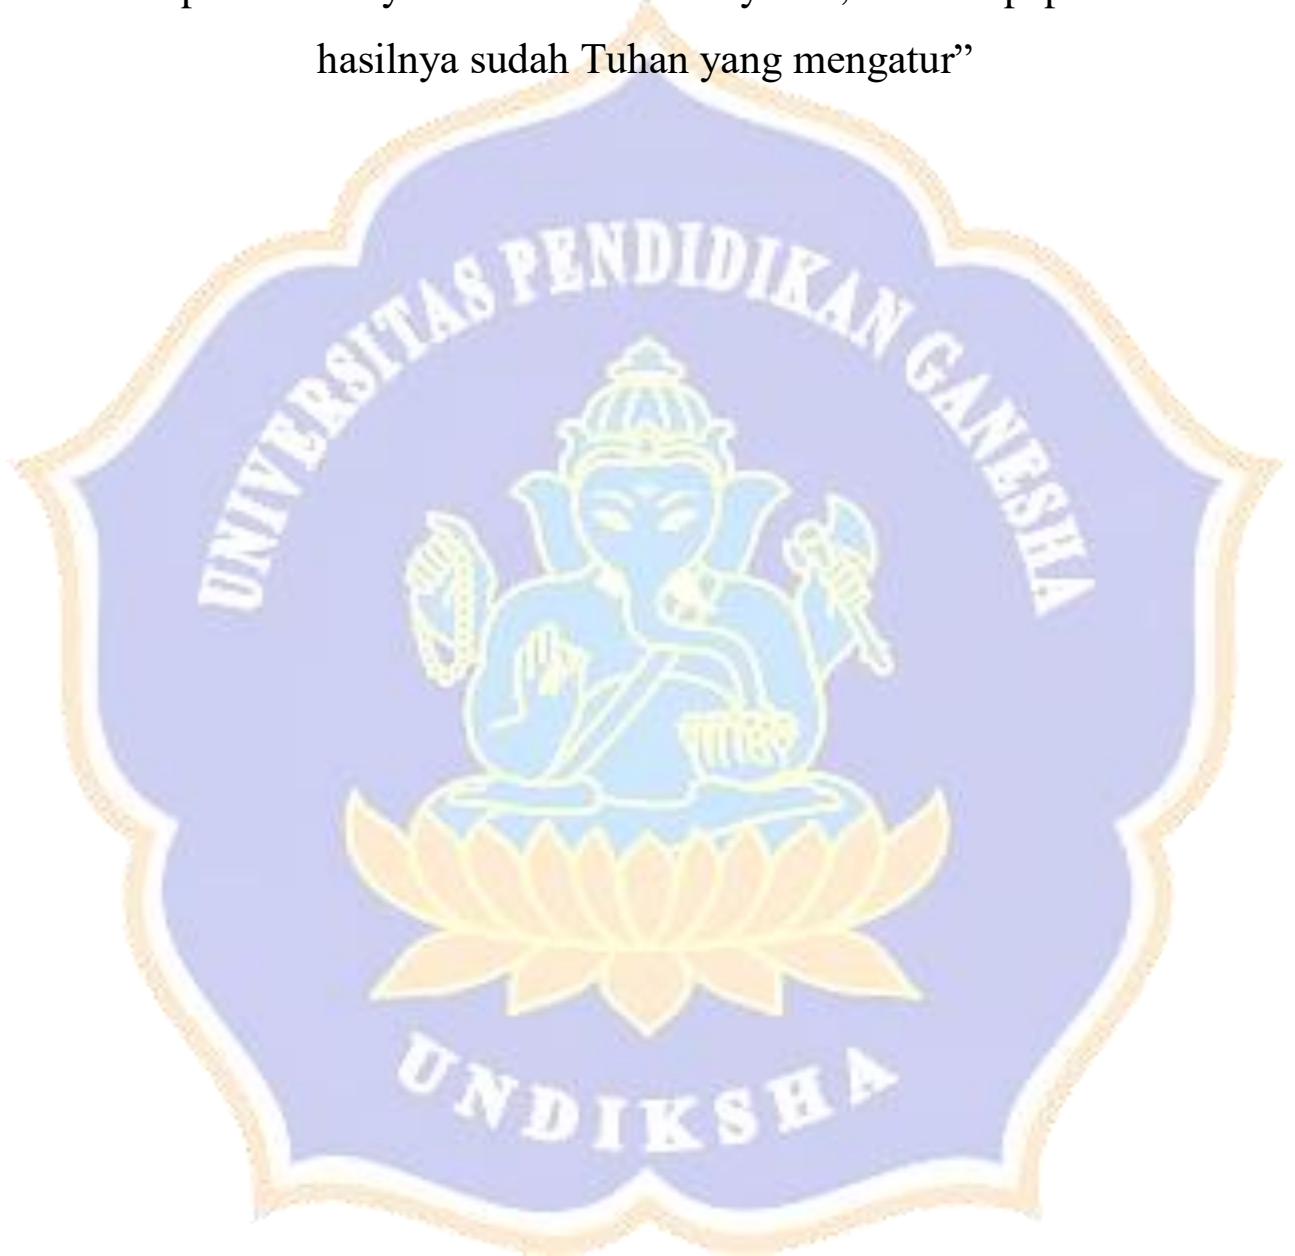 hasilnya sudah Tuhan yang mengatur”
UNIVERSITAS PENDIDIKAN GANESHA
UNDIKSHA